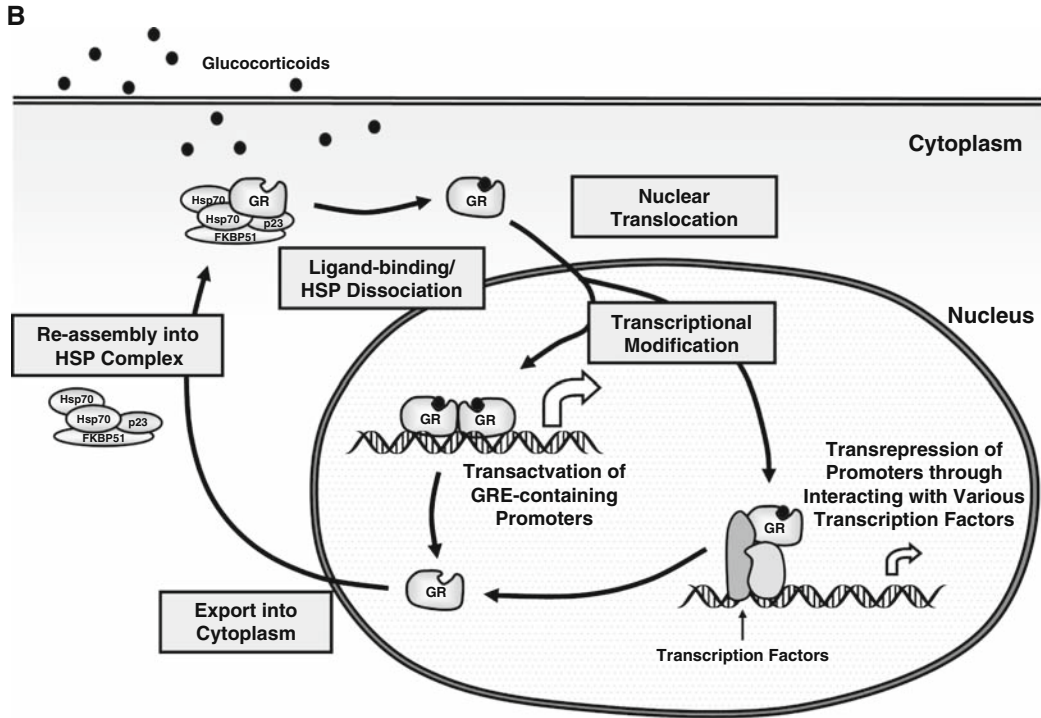 B
Glucocorticoids
Cytoplasm
Hsp70
GR
Hsp70
p23
FKBP51
GR
Nuclear
Translocation
Ligand-binding/
HSP Dissociation
Nucleus
Re-assembly into
HSP Complex
Transcriptional
Modification
Hsp70
Hsp70
p23
FKBP51
GR
GR
Transactvation of
GRE-containing
Promoters
Transrepression of
Promoters through
Interacting with Various
Transcription Factors
GR
GR
Export into
Cytoplasm
Transcription Factors